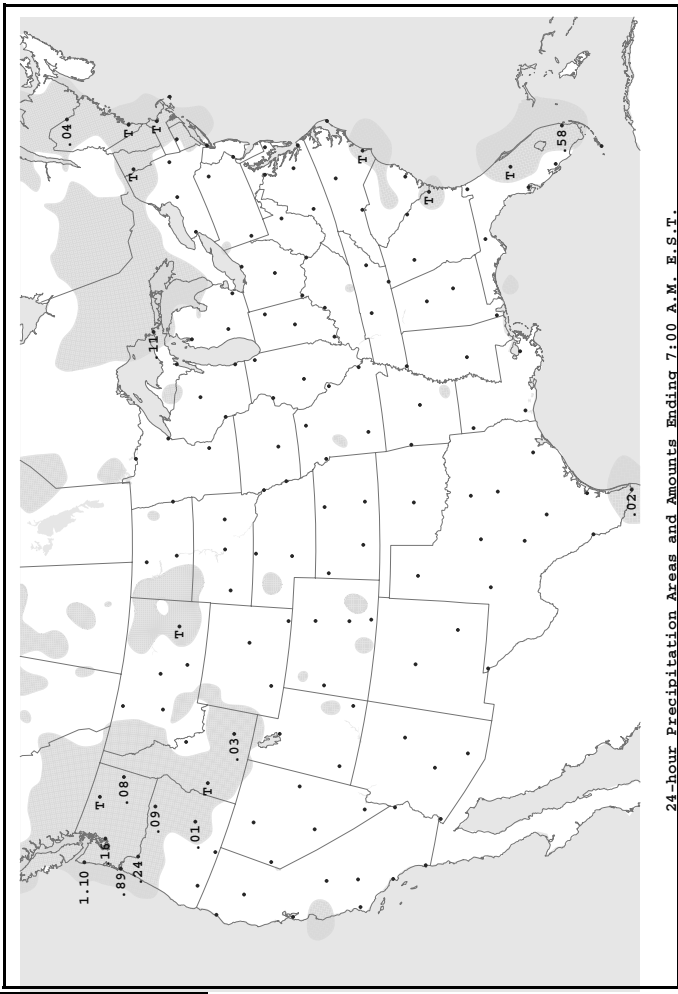 .04
1.10
T
.89
.08
T
T
.24
.09
.11
T
T
.01
T
.03
T
T
T
.58
.02
24-hour Precipitation Areas and Amounts Ending 7:00 A.M. E.S.T.